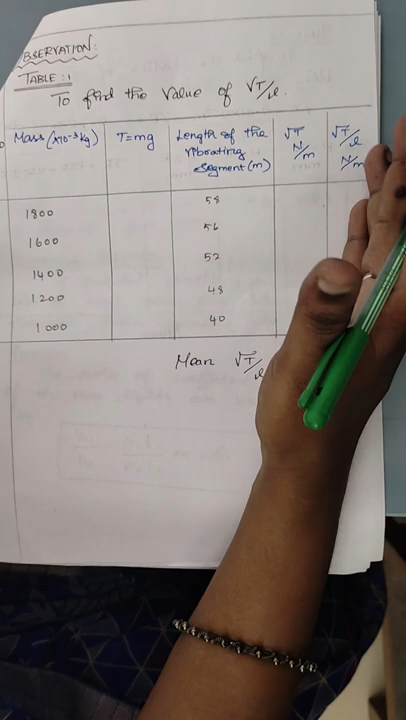 OBSERVATION:
TABLE: 1
To find the value of √T/l.
Mass (x10-3 kg) T=mg Length of the vibrating segment (m) √T N/m √T/l N/m
1800 58
1600 56
1400 52
1200 48
1000 40
Mean √T/l